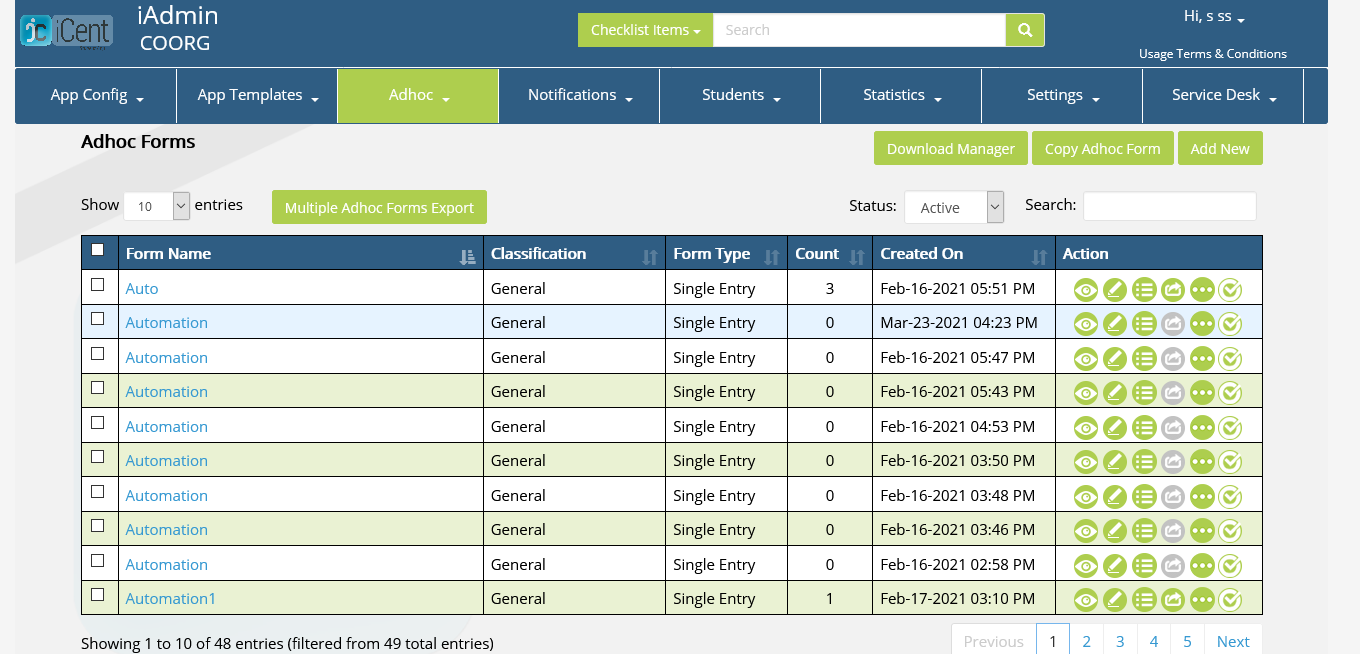 iCent
iAdmin
COORG
Checklist Items
Search
Hi, s ss
Usage Terms & Conditions
App Config
App Templates
Adhoc
Notifications
Students
Statistics
Settings
Service Desk
Adhoc Forms
Download Manager
Copy Adhoc Form
Add New
Show 10 entries
Multiple Adhoc Forms Export
Status: Active
Search:
Form Name Classification Form Type Count Created On Action
Auto General Single Entry 3 Feb-16-2021 05:51 PM
Automation General Single Entry 0 Mar-23-2021 04:23 PM
Automation General Single Entry 0 Feb-16-2021 05:47 PM
Automation General Single Entry 0 Feb-16-2021 05:43 PM
Automation General Single Entry 0 Feb-16-2021 04:53 PM
Automation General Single Entry 0 Feb-16-2021 03:50 PM
Automation General Single Entry 0 Feb-16-2021 03:48 PM
Automation General Single Entry 0 Feb-16-2021 03:46 PM
Automation General Single Entry 0 Feb-16-2021 02:58 PM
Automation1 General Single Entry 1 Feb-17-2021 03:10 PM
Showing 1 to 10 of 48 entries (filtered from 49 total entries)
Previous 1 2 3 4 5 Next